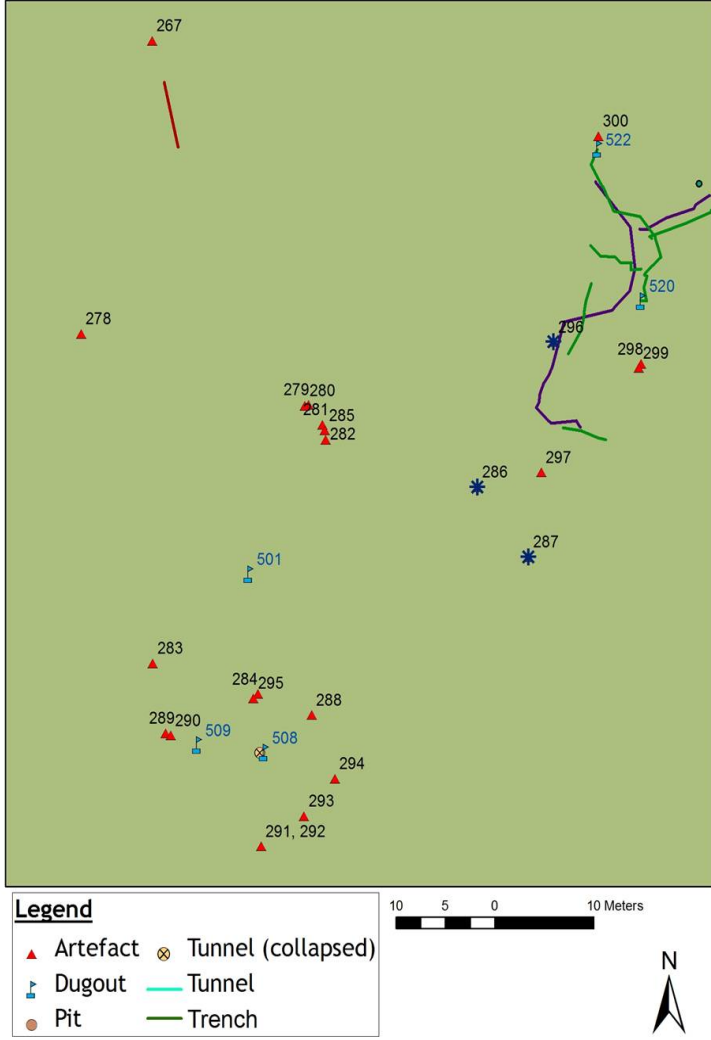 267
300
522
520
278
296
298 299
279 280
281 285
282
297
286
287
501
283
284 295
288
289 290 509 508
294
293
291, 292
Legend
Artefact Tunnel (collapsed)
Dugout Tunnel
Pit Trench
10 5 0 10 Meters
N